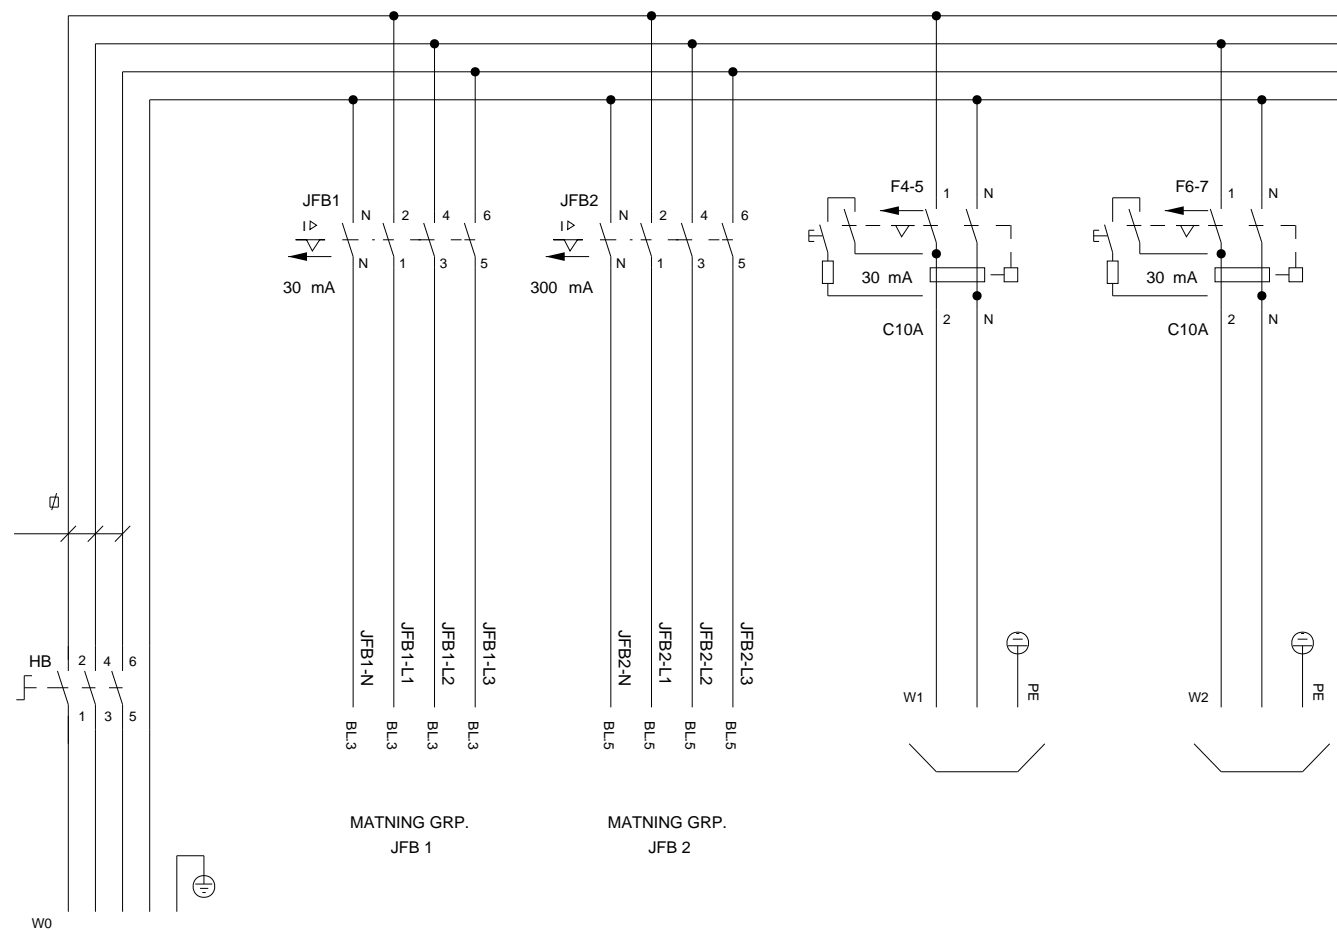 JFB1
N 2 4 6
I
N 1 3 5
30 mA
JFB2
N 2 4 6
I
N 1 3 5
300 mA
F4-5
1 N
30 mA
2 N
C10A
F6-7
1 N
30 mA
2 N
C10A
HB
2 4 6
1 3 5
JFB1-N
JFB1-L1
JFB1-L2
JFB1-L3
BL.3
BL.3
BL.3
BL.3
JFB2-N
JFB2-L1
JFB2-L2
JFB2-L3
BL.5
BL.5
BL.5
BL.5
W1
PE
W2
PE
MATNING GRP.
JFB 1
MATNING GRP.
JFB 2
W0